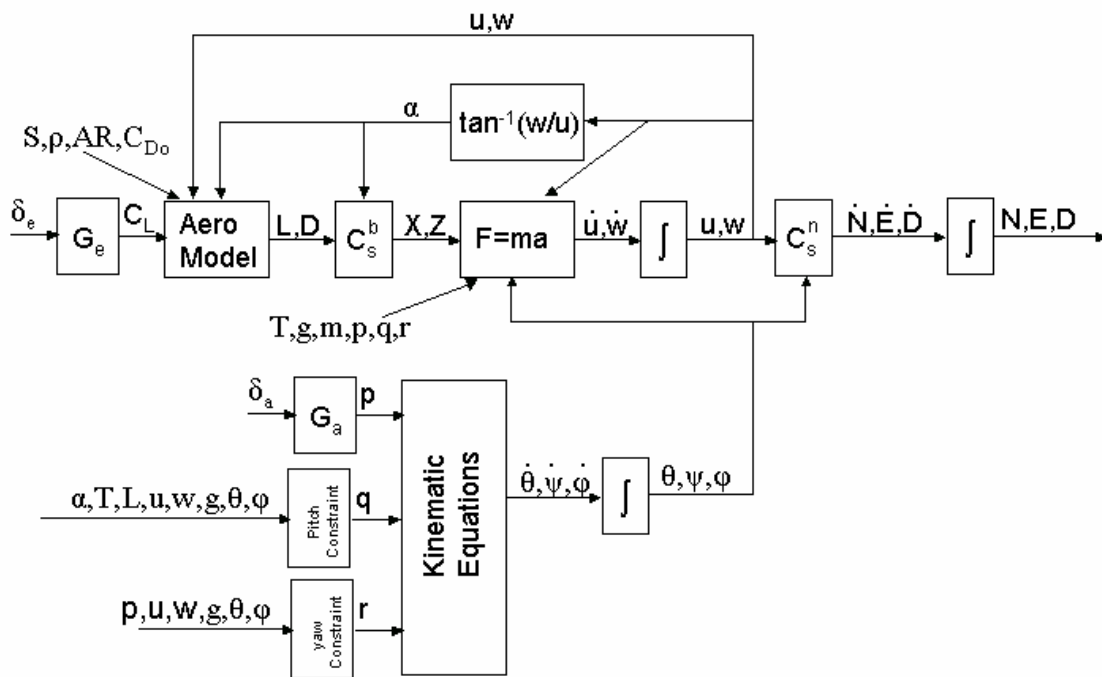 u,w
α
tan⁻¹(w/u)
S,ρ,AR,C_Do
δ_e
G_e
C_L
Aero
Model
L,D
C_s^b
X,Z
F=ma
u̇,ẇ
∫
u,w
C_s^n
Ṅ,Ė,Ḋ
∫
N,E,D
T,g,m,p,q,r
δ_a
G_a
p
Kinematic
Equations
θ̇,ψ̇,φ̇
∫
θ,ψ,φ
α,T,L,u,w,g,θ,φ
Pitch
Constraint
q
p,u,w,g,θ,φ
yaw
Constraint
r